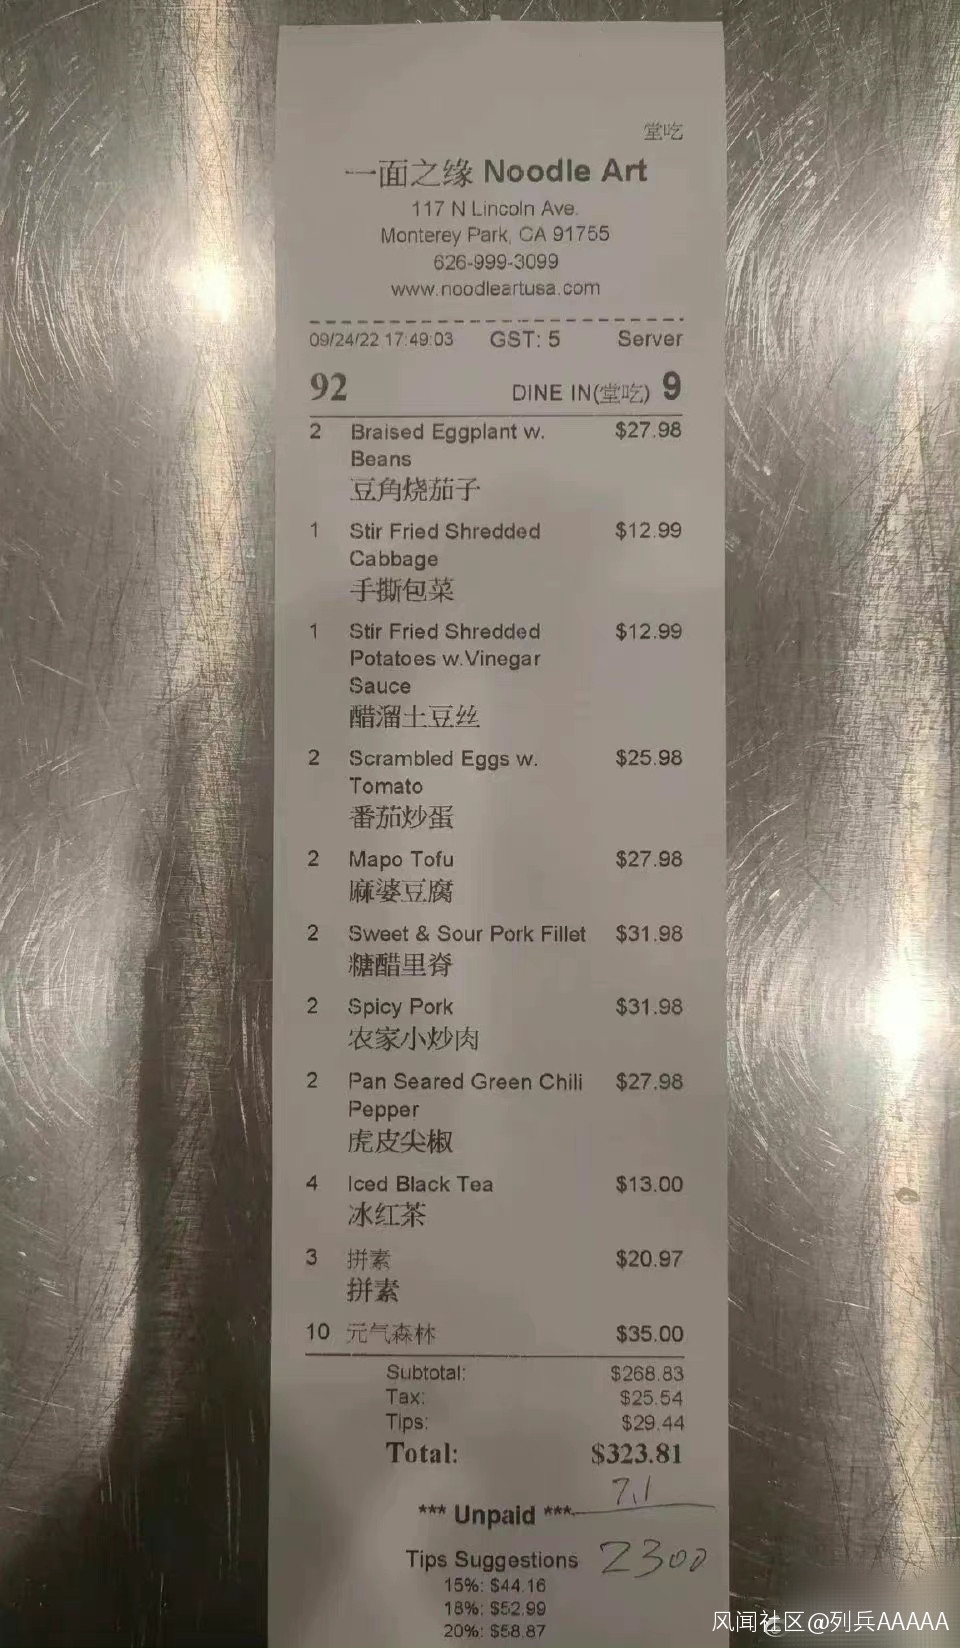 堂吃
一面之缘 Noodle Art
117 N Lincoln Ave.
Monterey Park, CA 91755
626-999-3099
www.noodleartusa.com
09/24/22 17:49:03 GST: 5 Server
92 DINE IN(堂吃) 9
2 Braised Eggplant w. $27.98
Beans
豆角烧茄子
1 Stir Fried Shredded $12.99
Cabbage
手撕包菜
1 Stir Fried Shredded $12.99
Potatoes w.Vinegar
Sauce
醋溜土豆丝
2 Scrambled Eggs w. $25.98
Tomato
番茄炒蛋
2 Mapo Tofu $27.98
麻婆豆腐
2 Sweet & Sour Pork Fillet $31.98
糖醋里脊
2 Spicy Pork $31.98
农家小炒肉
2 Pan Seared Green Chili $27.98
Pepper
虎皮尖椒
4 Iced Black Tea $13.00
冰红茶
3 拼素 $20.97
拼素
10 元气森林 $35.00
Subtotal: $268.83
Tax: $25.54
Tips: $29.44
Total: $323.81
7.1
*** Unpaid ***
Tips Suggestions 2300
15%: $44.16
18%: $52.99
20%: $58.87
风闻社区@列兵AAAAA